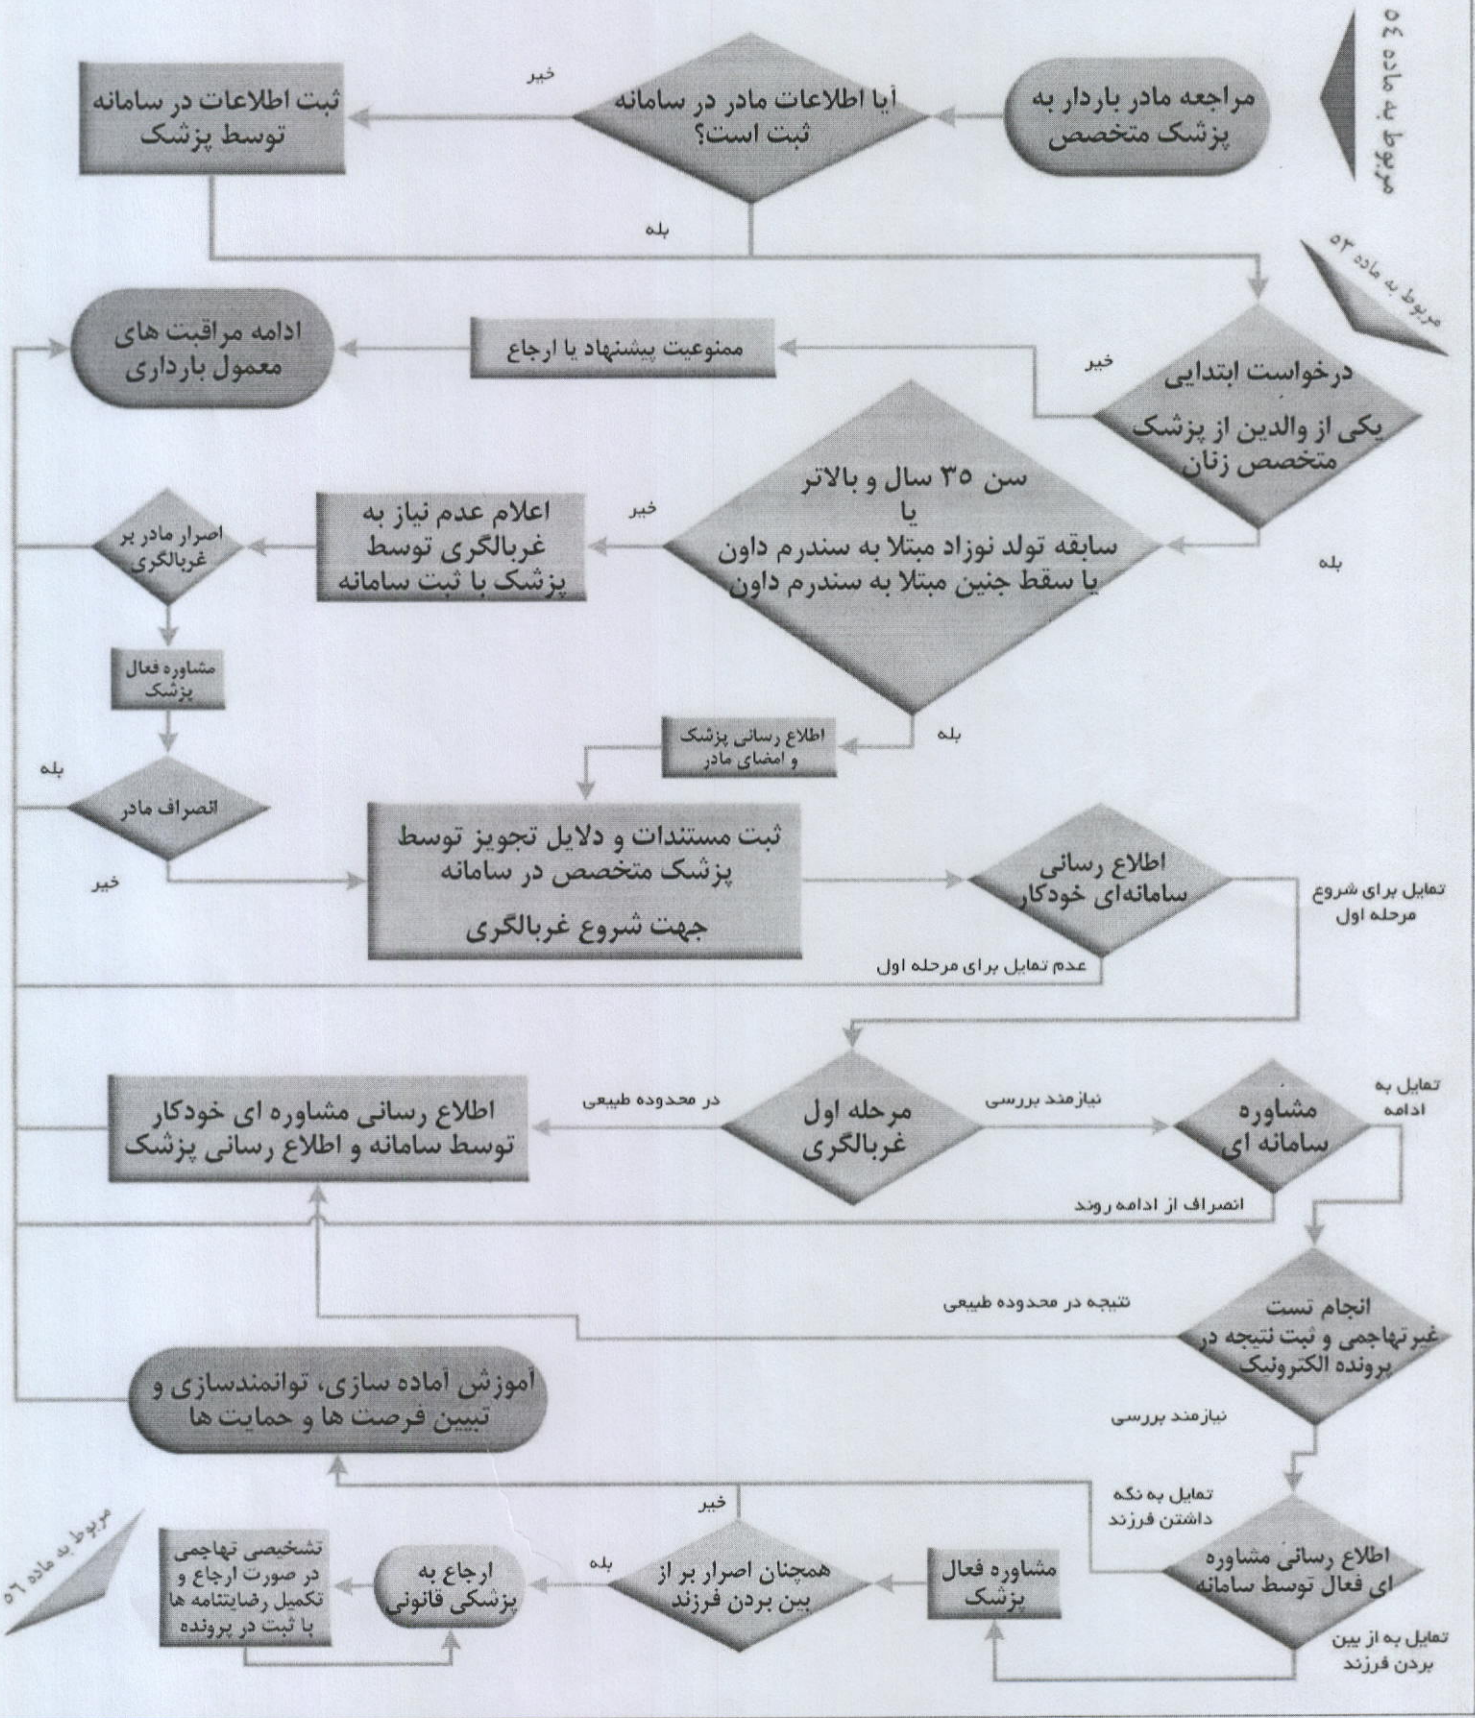 مربوط به ماده ٥٤
مراجعه مادر باردار به
پزشک متخصص
آیا اطلاعات مادر در سامانه
ثبت است؟
خیر
ثبت اطلاعات در سامانه
توسط پزشک
بله
مربوط به ماده ٥٣
درخواست ابتدایی
یکی از والدین از پزشک
متخصص زنان
خیر
ممنوعیت پیشنهاد یا ارجاع
ادامه مراقبت های
معمول بارداری
بله
سن ٣٥ سال و بالاتر
یا
سابقه تولد نوزاد مبتلا به سندرم داون
یا سقط جنین مبتلا به سندرم داون
خیر
اعلام عدم نیاز به
غربالگری توسط
پزشک با ثبت سامانه
اصرار مادر بر
غربالگری
مشاوره فعال
پزشک
بله
اطلاع رسانی پزشک
و امضای مادر
بله
انصراف مادر
خیر
ثبت مستندات و دلایل تجویز توسط
پزشک متخصص در سامانه
جهت شروع غربالگری
اطلاع رسانی
سامانه‌ای خودکار
تمایل برای شروع
مرحله اول
عدم تمایل برای مرحله اول
مرحله اول
غربالگری
در محدوده طبیعی
اطلاع رسانی مشاوره ای خودکار
توسط سامانه و اطلاع رسانی پزشک
نیازمند بررسی
مشاوره
سامانه ای
تمایل به
ادامه
انصراف از ادامه روند
انجام تست
غیرتهاجمی و ثبت نتیجه در
پرونده الکترونیک
نتیجه در محدوده طبیعی
نیازمند بررسی
آموزش آماده سازی، توانمندسازی و
تبیین فرصت ها و حمایت ها
اطلاع رسانی مشاوره
ای فعال توسط سامانه
تمایل به نگه
داشتن فرزند
تمایل به از بین
بردن فرزند
مشاوره فعال
پزشک
همچنان اصرار بر از
بین بردن فرزند
خیر
بله
ارجاع به
پزشکی قانونی
تشخیصی تهاجمی
در صورت ارجاع و
تکمیل رضایتنامه ها
با ثبت در پرونده
مربوط به ماده ٥٦